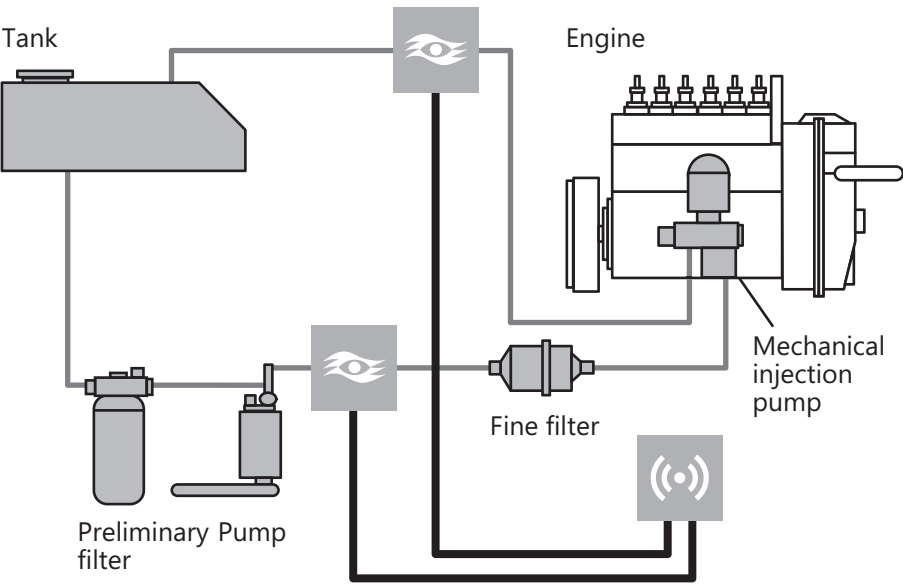 Tank
Engine
Mechanical
injection
pump
Fine filter
Preliminary Pump
filter